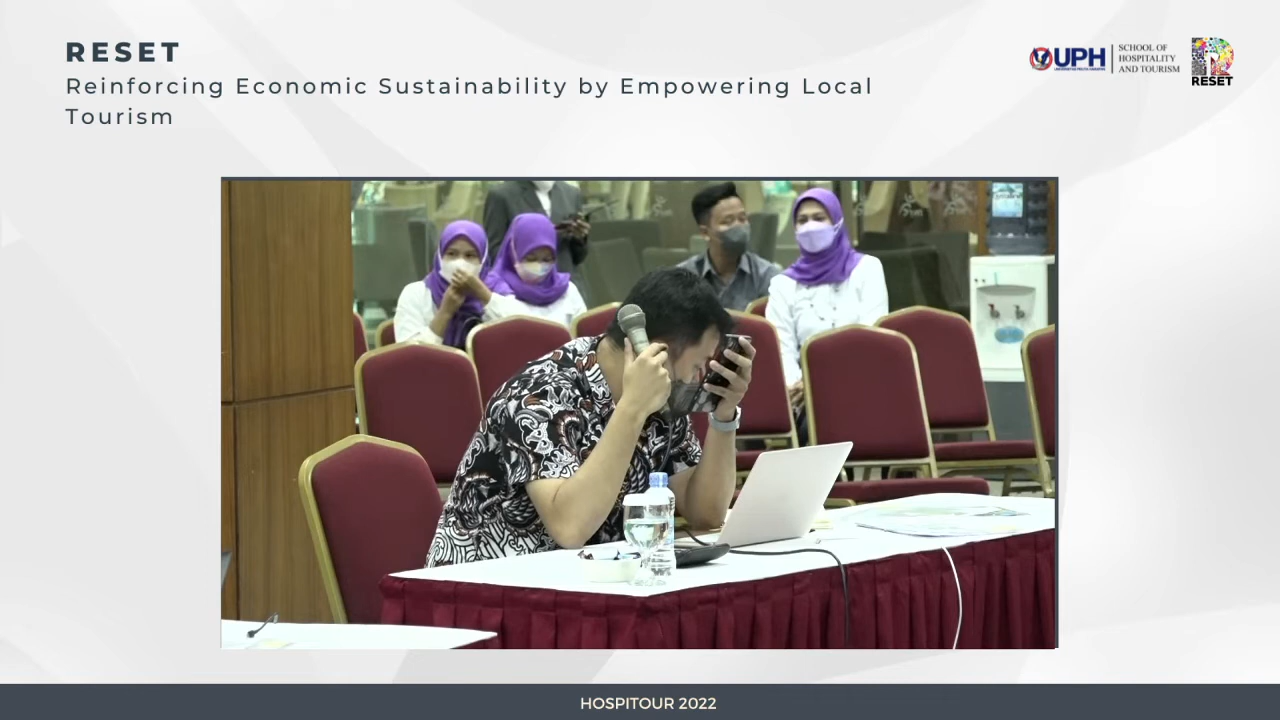 RESET
Reinforcing Economic Sustainability by Empowering Local
Tourism
UPH
SCHOOL OF
HOSPITALITY
AND TOURISM
RESET
HOSPITOUR 2022